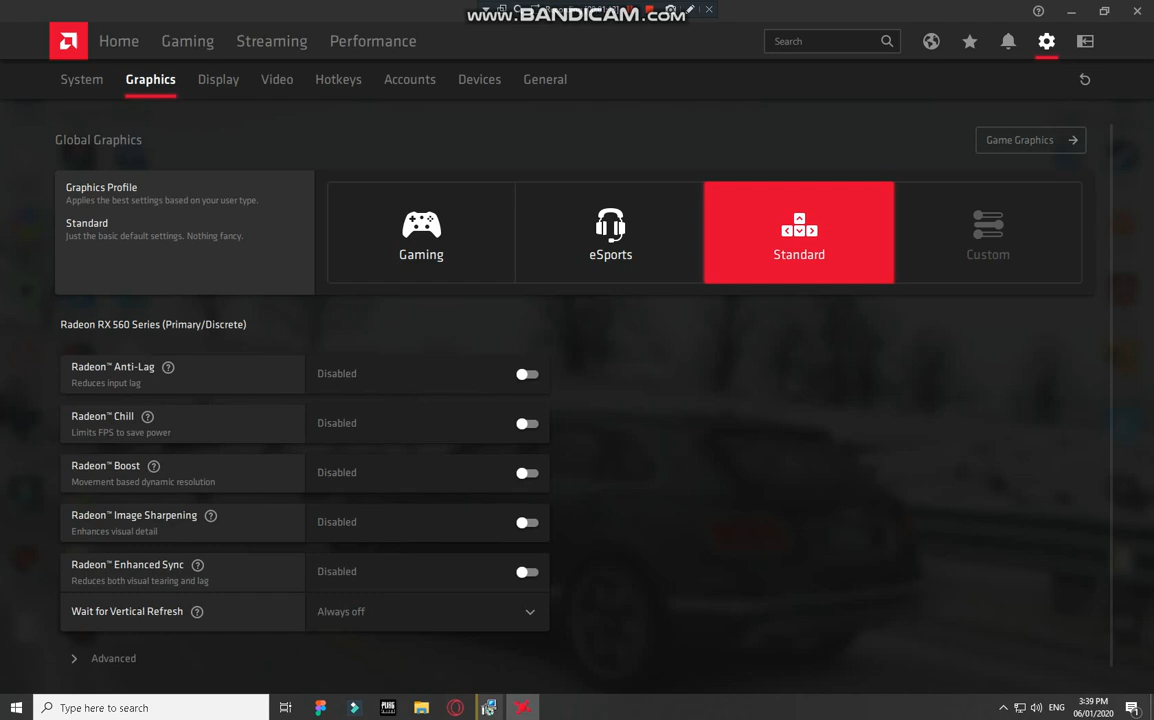 www.BANDICAM.com
Home Gaming Streaming Performance Search
System Graphics Display Video Hotkeys Accounts Devices General
Global Graphics Game Graphics
Graphics Profile
Applies the best settings based on your user type.
Standard
Just the basic default settings. Nothing fancy.
Gaming eSports Standard Custom
Radeon RX 560 Series (Primary/Discrete)
Radeon™ Anti-Lag Disabled
Reduces input lag
Radeon™ Chill Disabled
Limits FPS to save power
Radeon™ Boost Disabled
Movement based dynamic resolution
Radeon™ Image Sharpening Disabled
Enhances visual detail
Radeon™ Enhanced Sync Disabled
Reduces both visual tearing and lag
Wait for Vertical Refresh Always off
Advanced
Type here to search
PUBG
ENG
3:39 PM
06/01/2020
1